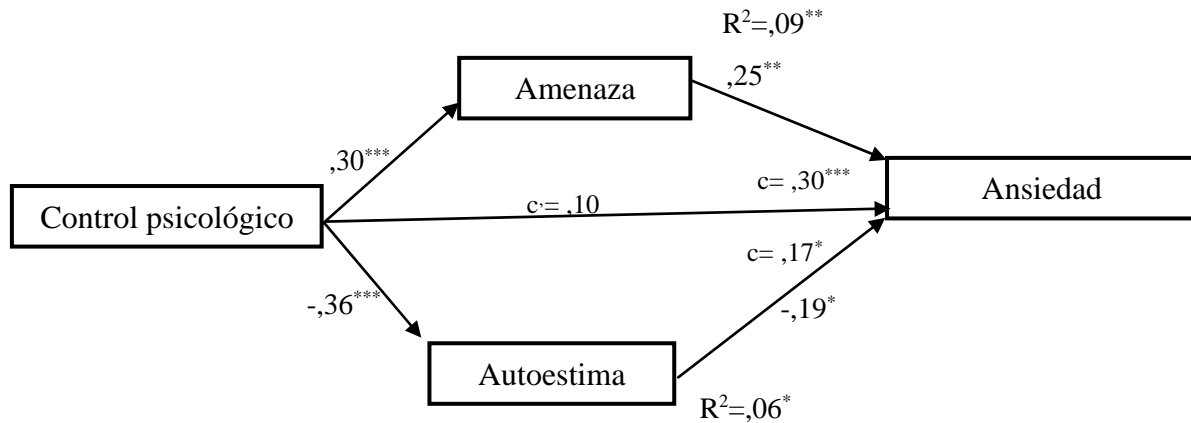 R²=,09**
Amenaza
,25**
,30***
c= ,30***
Ansiedad
Control psicológico
c'= ,10
c= ,17*
-,36***
-,19*
Autoestima
R²=,06*